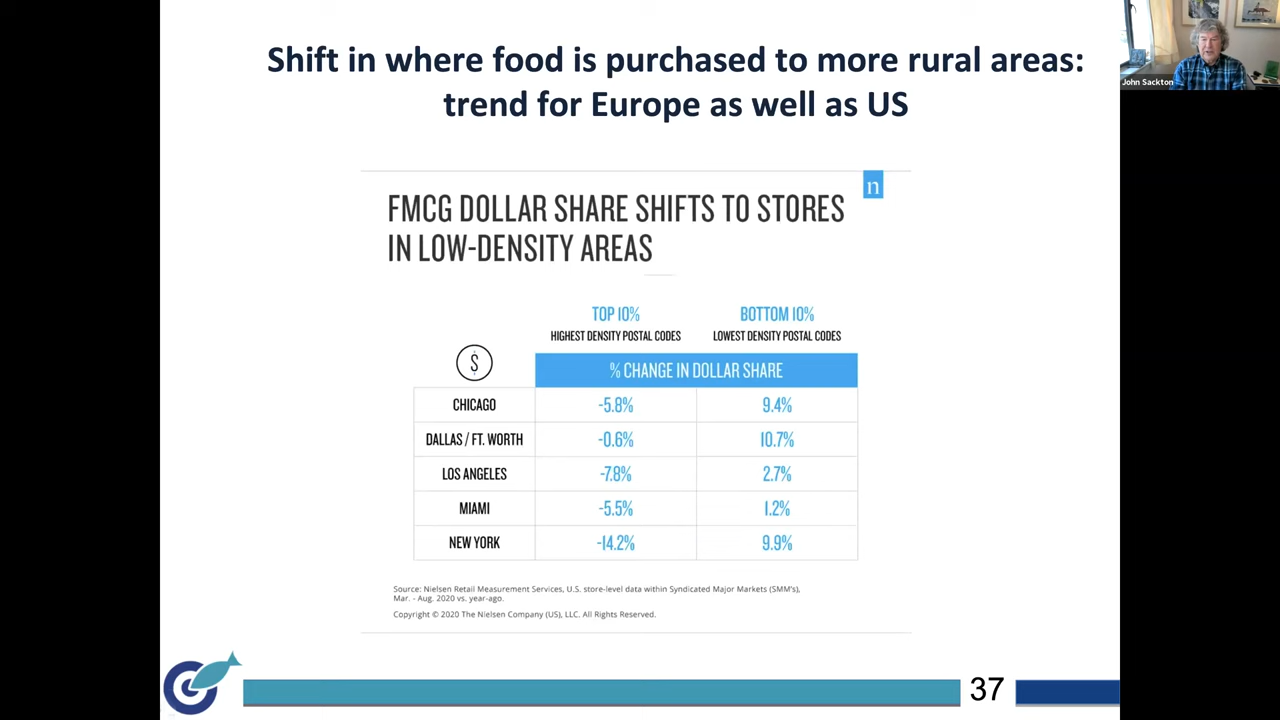 Shift in where food is purchased to more rural areas:
trend for Europe as well as US
John Sackton
n
FMCG DOLLAR SHARE SHIFTS TO STORES
IN LOW-DENSITY AREAS
TOP 10% BOTTOM 10%
HIGHEST DENSITY POSTAL CODES LOWEST DENSITY POSTAL CODES
$ % CHANGE IN DOLLAR SHARE
CHICAGO -5.8% 9.4%
DALLAS / FT. WORTH -0.6% 10.7%
LOS ANGELES -7.8% 2.7%
MIAMI -5.5% 1.2%
NEW YORK -14.2% 9.9%
Source: Nielsen Retail Measurement Services, U.S. store-level data within Syndicated Major Markets (SMM's),
Mar. - Aug. 2020 vs. year-ago.
Copyright © 2020 The Nielsen Company (US), LLC. All Rights Reserved.
37